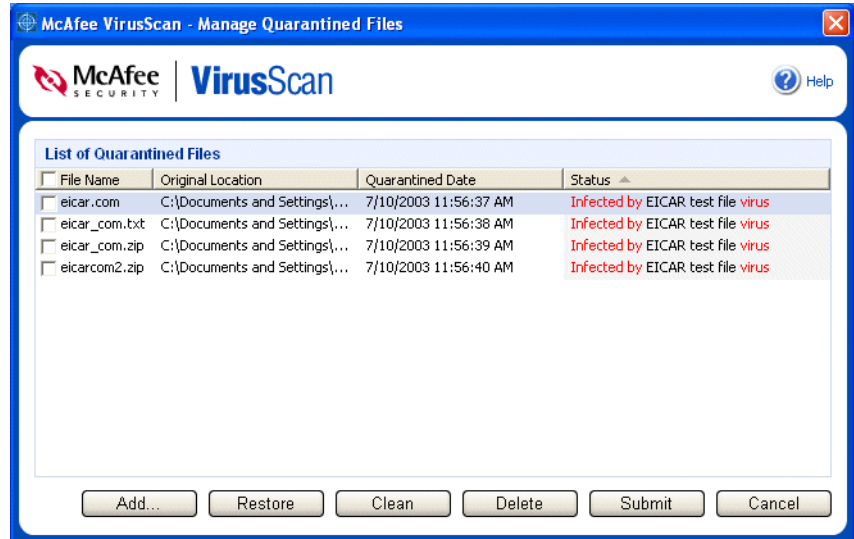 McAfee VirusScan - Manage Quarantined Files
McAfee SECURITY VirusScan Help
List of Quarantined Files
File Name Original Location Quarantined Date Status
eicar.com C:\Documents and Settings\... 7/10/2003 11:56:37 AM Infected by EICAR test file virus
eicar_com.txt C:\Documents and Settings\... 7/10/2003 11:56:38 AM Infected by EICAR test file virus
eicar_com.zip C:\Documents and Settings\... 7/10/2003 11:56:39 AM Infected by EICAR test file virus
eicarcom2.zip C:\Documents and Settings\... 7/10/2003 11:56:40 AM Infected by EICAR test file virus
Add... Restore Clean Delete Submit Cancel